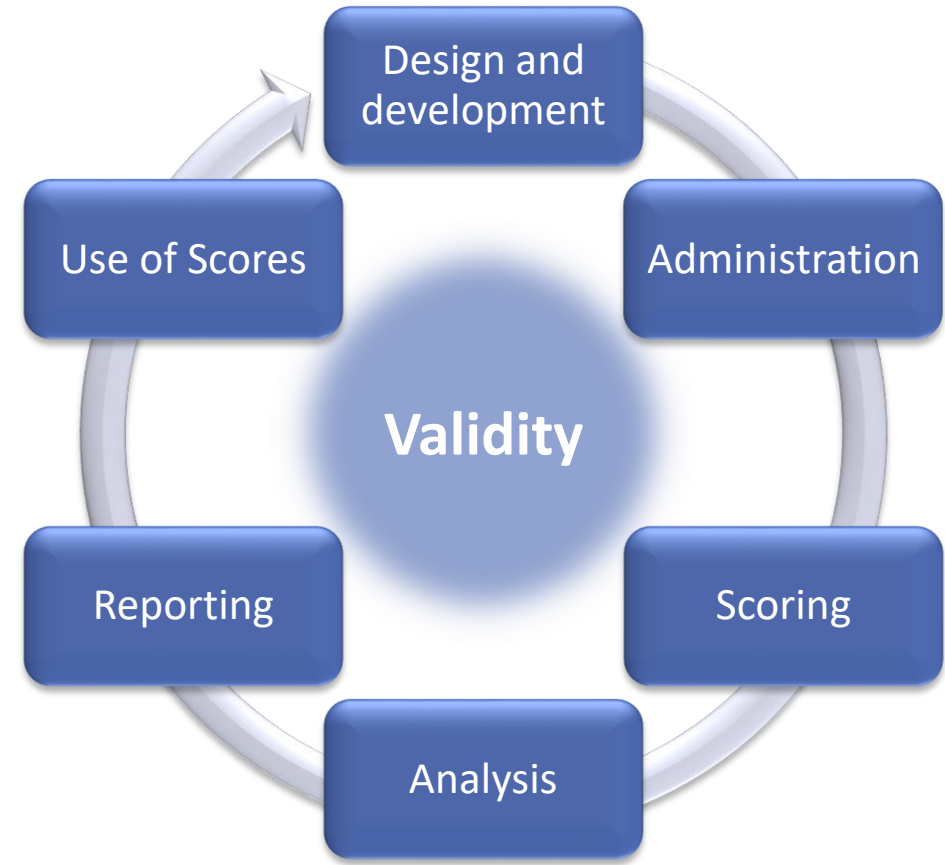 Design and
development
Administration
Scoring
Analysis
Reporting
Use of Scores
Validity